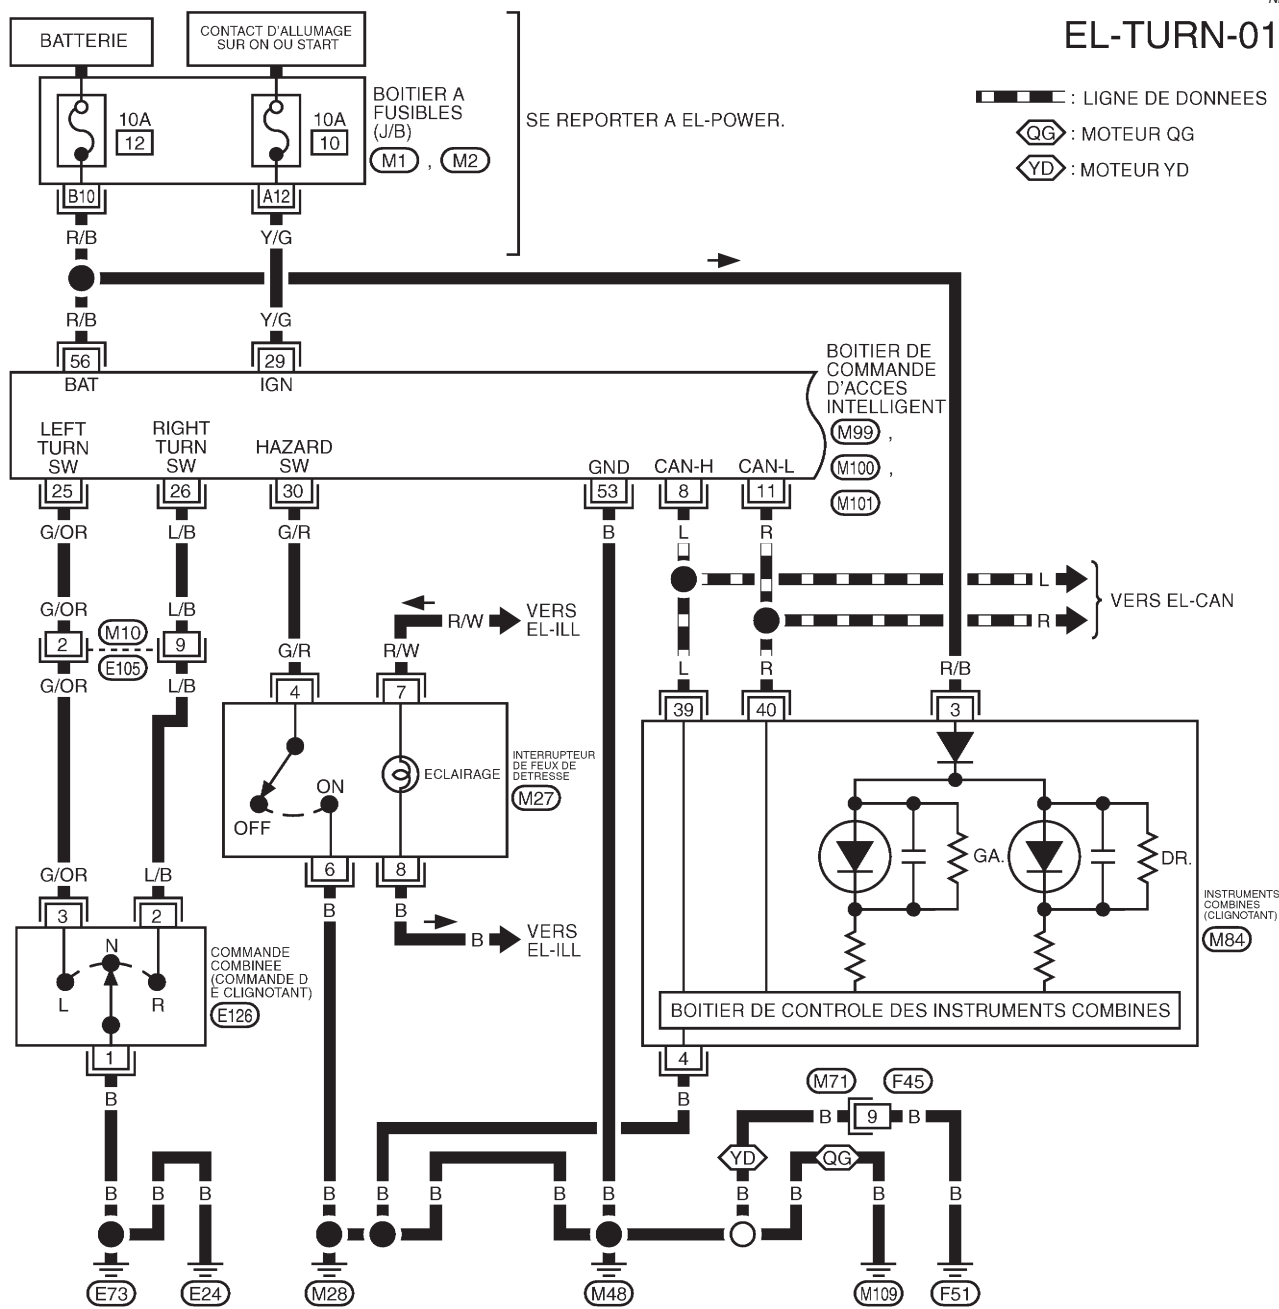 EL-TURN-01
BATTERIE
CONTACT D'ALLUMAGE
SUR ON OU START
10A
12
10A
10
BOITIER A
FUSIBLES
(J/B)
M1 , M2
SE REPORTER A EL-POWER.
: LIGNE DE DONNEES
QG : MOTEUR QG
YD : MOTEUR YD
B10
A12
R/B
Y/G
R/B
Y/G
56
29
BAT
IGN
BOITIER DE
COMMANDE
D'ACCES
INTELLIGENT
M99 ,
M100 ,
M101
LEFT
TURN
SW
RIGHT
TURN
SW
HAZARD
SW
GND
CAN-H
CAN-L
25
26
30
53
8
11
G/OR
L/B
G/R
B
L
R
L
R
VERS EL-CAN
G/OR
L/B
2
M10
E105
9
G/OR
L/B
R/W
VERS
EL-ILL
G/R
R/W
L
R
R/B
4
7
39
40
3
OFF
ON
ECLAIRAGE
INTERRUPTEUR
DE FEUX DE
DETRESSE
M27
6
8
B
B
B
VERS
EL-ILL
GA.
DR.
INSTRUMENTS
COMBINES
(CLIGNOTANT)
M84
BOITIER DE CONTROLE DES INSTRUMENTS COMBINES
G/OR
L/B
3
2
N
L
R
COMMANDE
COMBINEE
(COMMANDE D
E CLIGNOTANT)
E126
1
B
4
B
M71
F45
B
9
B
YD
QG
B
B
B
B
B
B
B
B
B
B
B
B
E73
E24
M28
M48
M109
F51